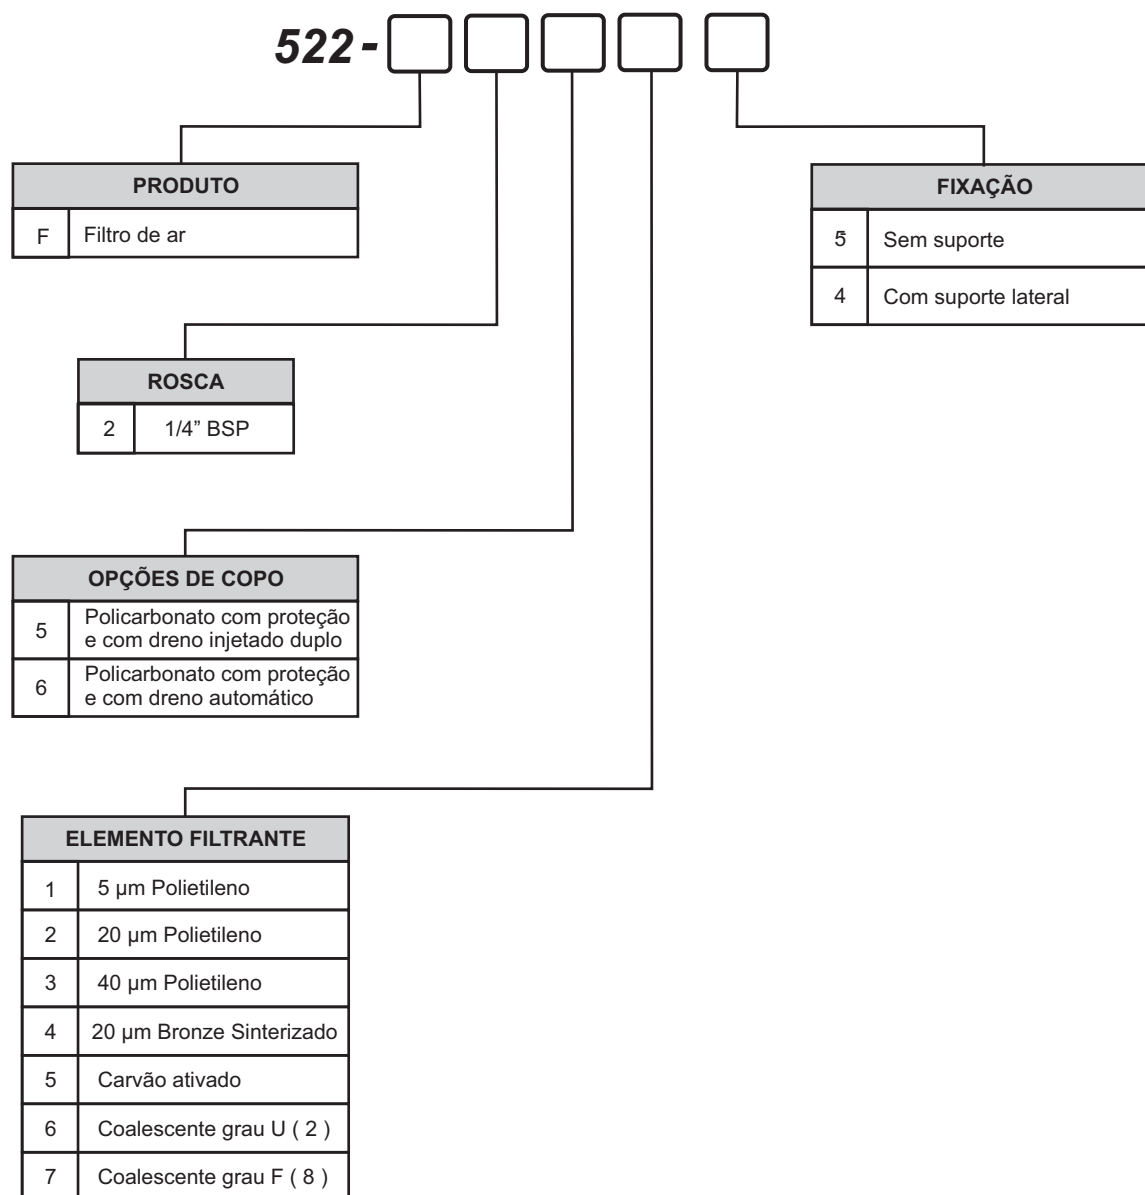 522-
PRODUTO
F Filtro de ar
FIXAÇÃO
Sem suporte
4 Com suporte lateral
ROSCA
2 1/4” BSP
OPÇÕES DE COPO
5 Policarbonato com proteção
e com dreno injetado duplo
6 Policarbonato com proteção
e com dreno automático
ELEMENTO FILTRANTE
1 5 µm Polietileno
2 20 µm Polietileno
3 40 µm Polietileno
4 20 µm Bronze Sinterizado
5 Carvão ativado
6 Coalescente grau U ( 2 )
7 Coalescente grau F ( 8 )